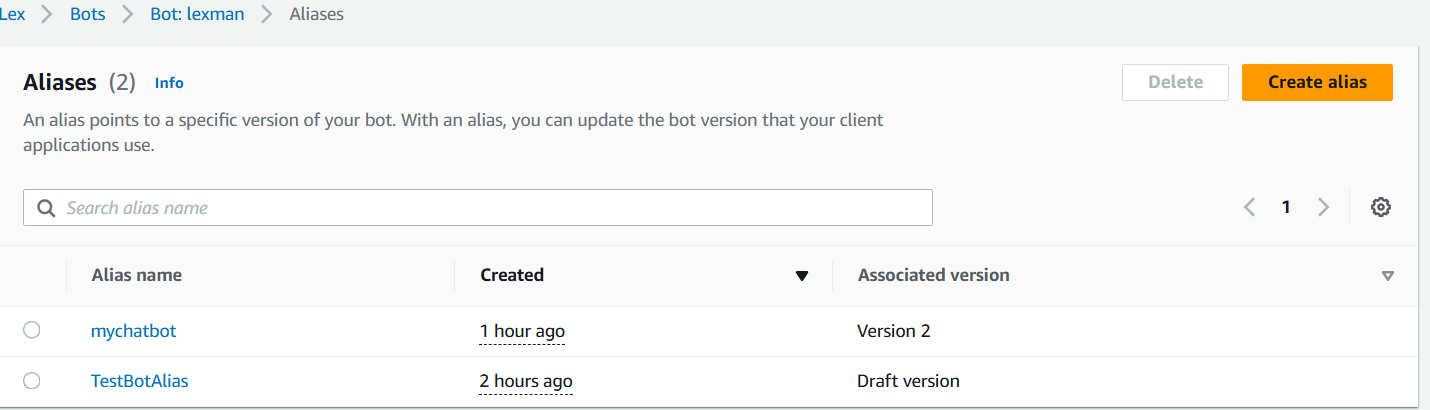 Lex > Bots > Bot: lexman > Aliases
Aliases (2) Info
Delete
Create alias
An alias points to a specific version of your bot. With an alias, you can update the bot version that your client
applications use.
Search alias name
1
Alias name Created Associated version
mychatbot 1 hour ago Version 2
TestBotAlias 2 hours ago Draft version